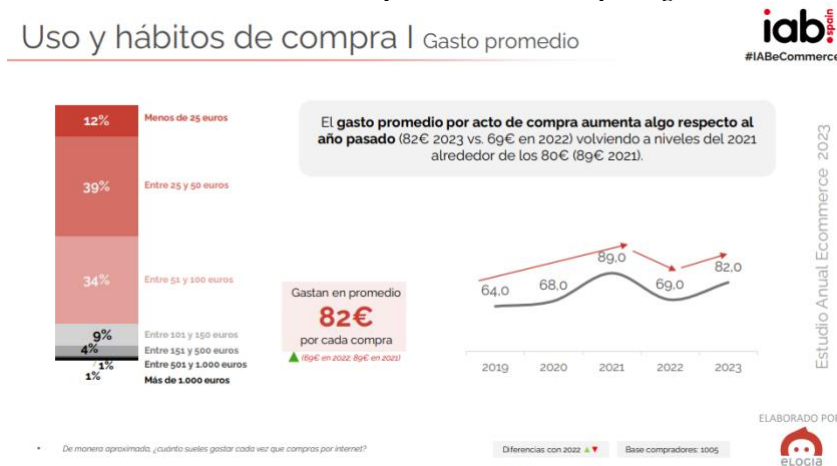 Uso y hábitos de compra I Gasto promedio
iab:
spain
#IABeCommerce
12% Menos de 25 euros
39% Entre 25 y 50 euros
34% Entre 51 y 100 euros
9% Entre 101 y 150 euros
4% Entre 151 y 500 euros
1% Entre 501 y 1.000 euros
1% Más de 1.000 euros
El gasto promedio por acto de compra aumenta algo respecto al
año pasado (82€ 2023 vs. 69€ en 2022) volviendo a niveles del 2021
alrededor de los 80€ (89€ 2021).
Gastan en promedio
82€
por cada compra
(69€ en 2022; 89€ en 2021)
64,0 68,0 89,0 69,0 82,0
2019 2020 2021 2022 2023
Estudio Anual Ecommerce 2023
ELABORADO POR
eLOGIA
• De manera aproximada, ¿cuánto sueles gastar cada vez que compras por internet?
Diferencias con 2022 ▲▼
Base compradores: 1005